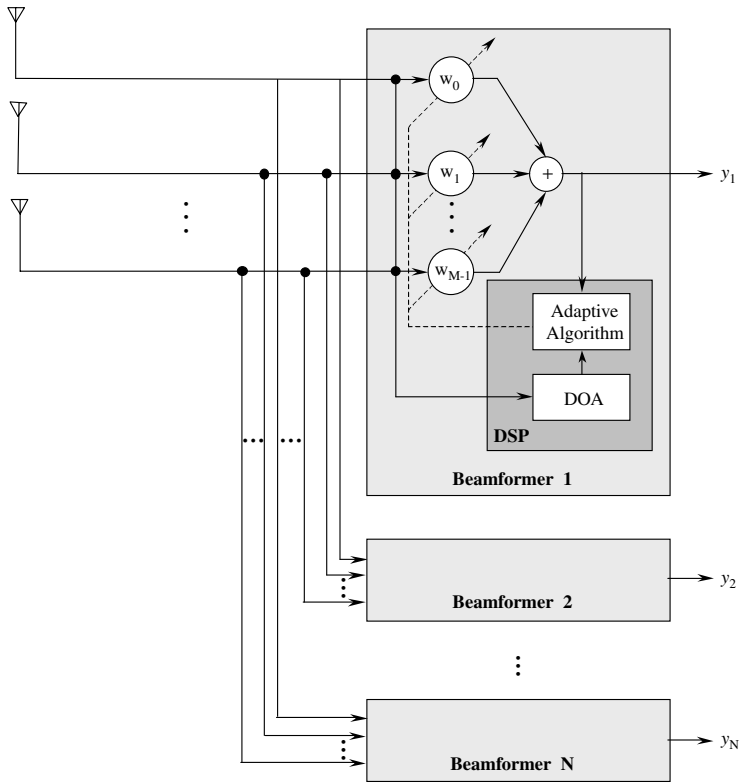 w0
w1
y1
+
wM-1
Adaptive
Algorithm
DOA
DSP
Beamformer 1
Beamformer 2
y2
Beamformer N
yN